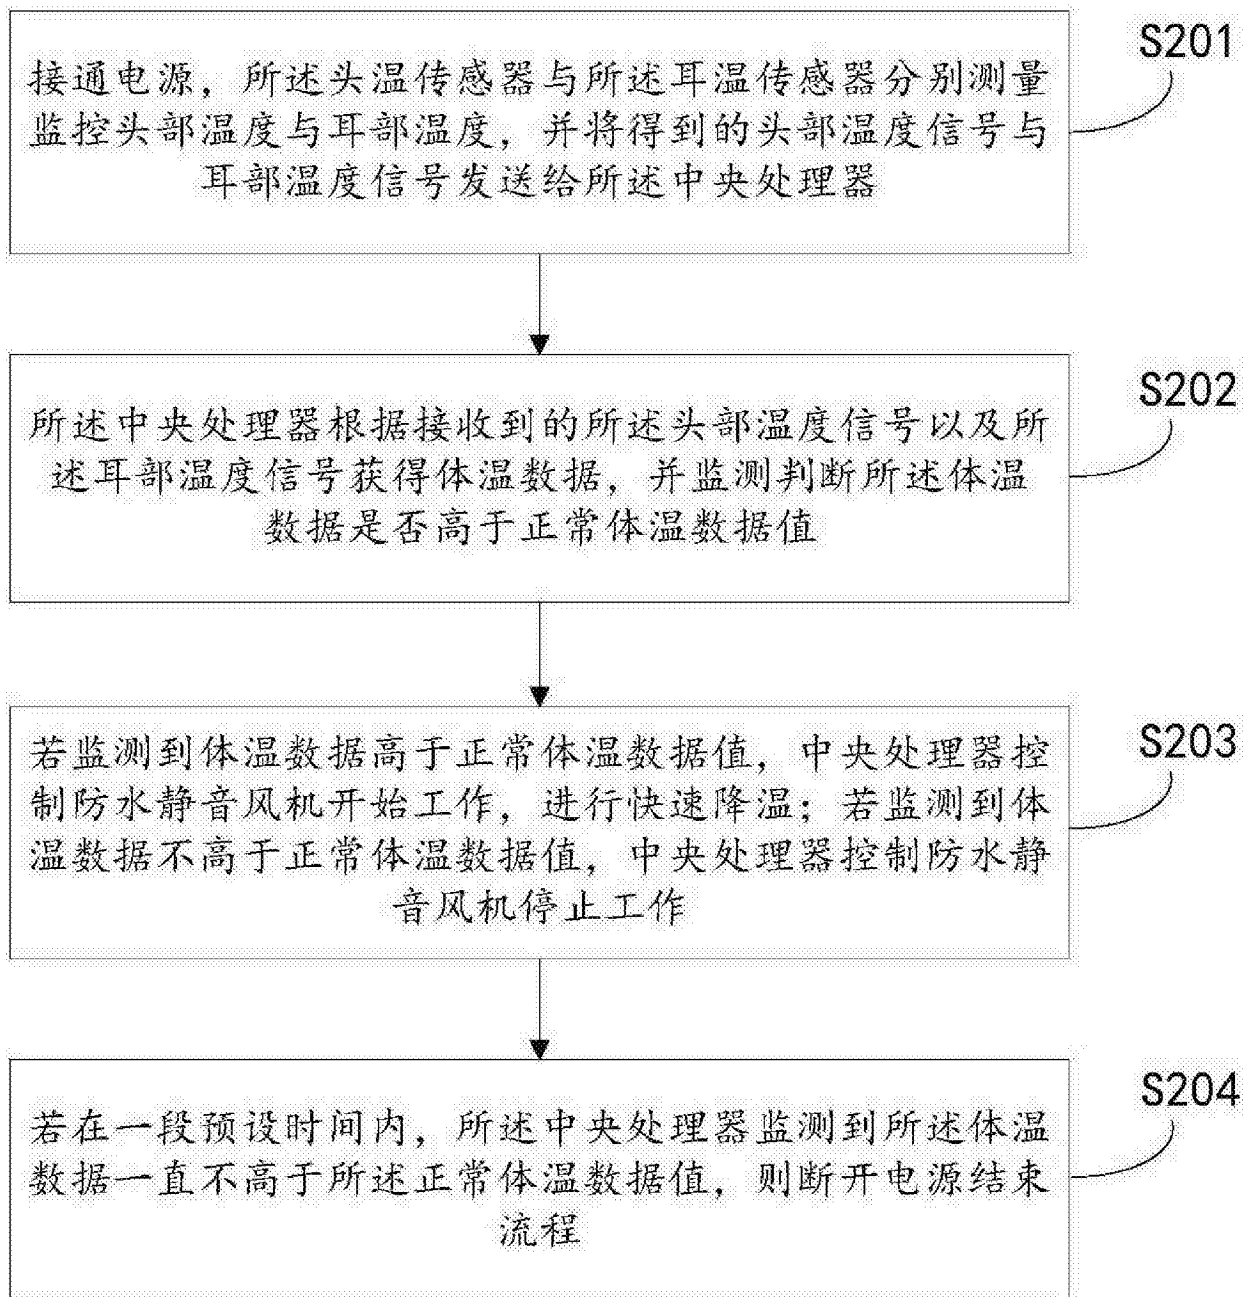 S201
接通电源，所述头温传感器与所述耳温传感器分别测量
监控头部温度与耳部温度，并将得到的头部温度信号与
耳部温度信号发送给所述中央处理器
S202
所述中央处理器根据接收到的所述头部温度信号以及所
述耳部温度信号获得体温数据，并监测判断所述体温
数据是否高于正常体温数据值
S203
若监测到体温数据高于正常体温数据值，中央处理器控
制防水静音风机开始工作，进行快速降温；若监测到体
温数据不高于正常体温数据值，中央处理器控制防水静
音风机停止工作
S204
若在一段预设时间内，所述中央处理器监测到所述体温
数据一直不高于所述正常体温数据值，则断开电源结束
流程